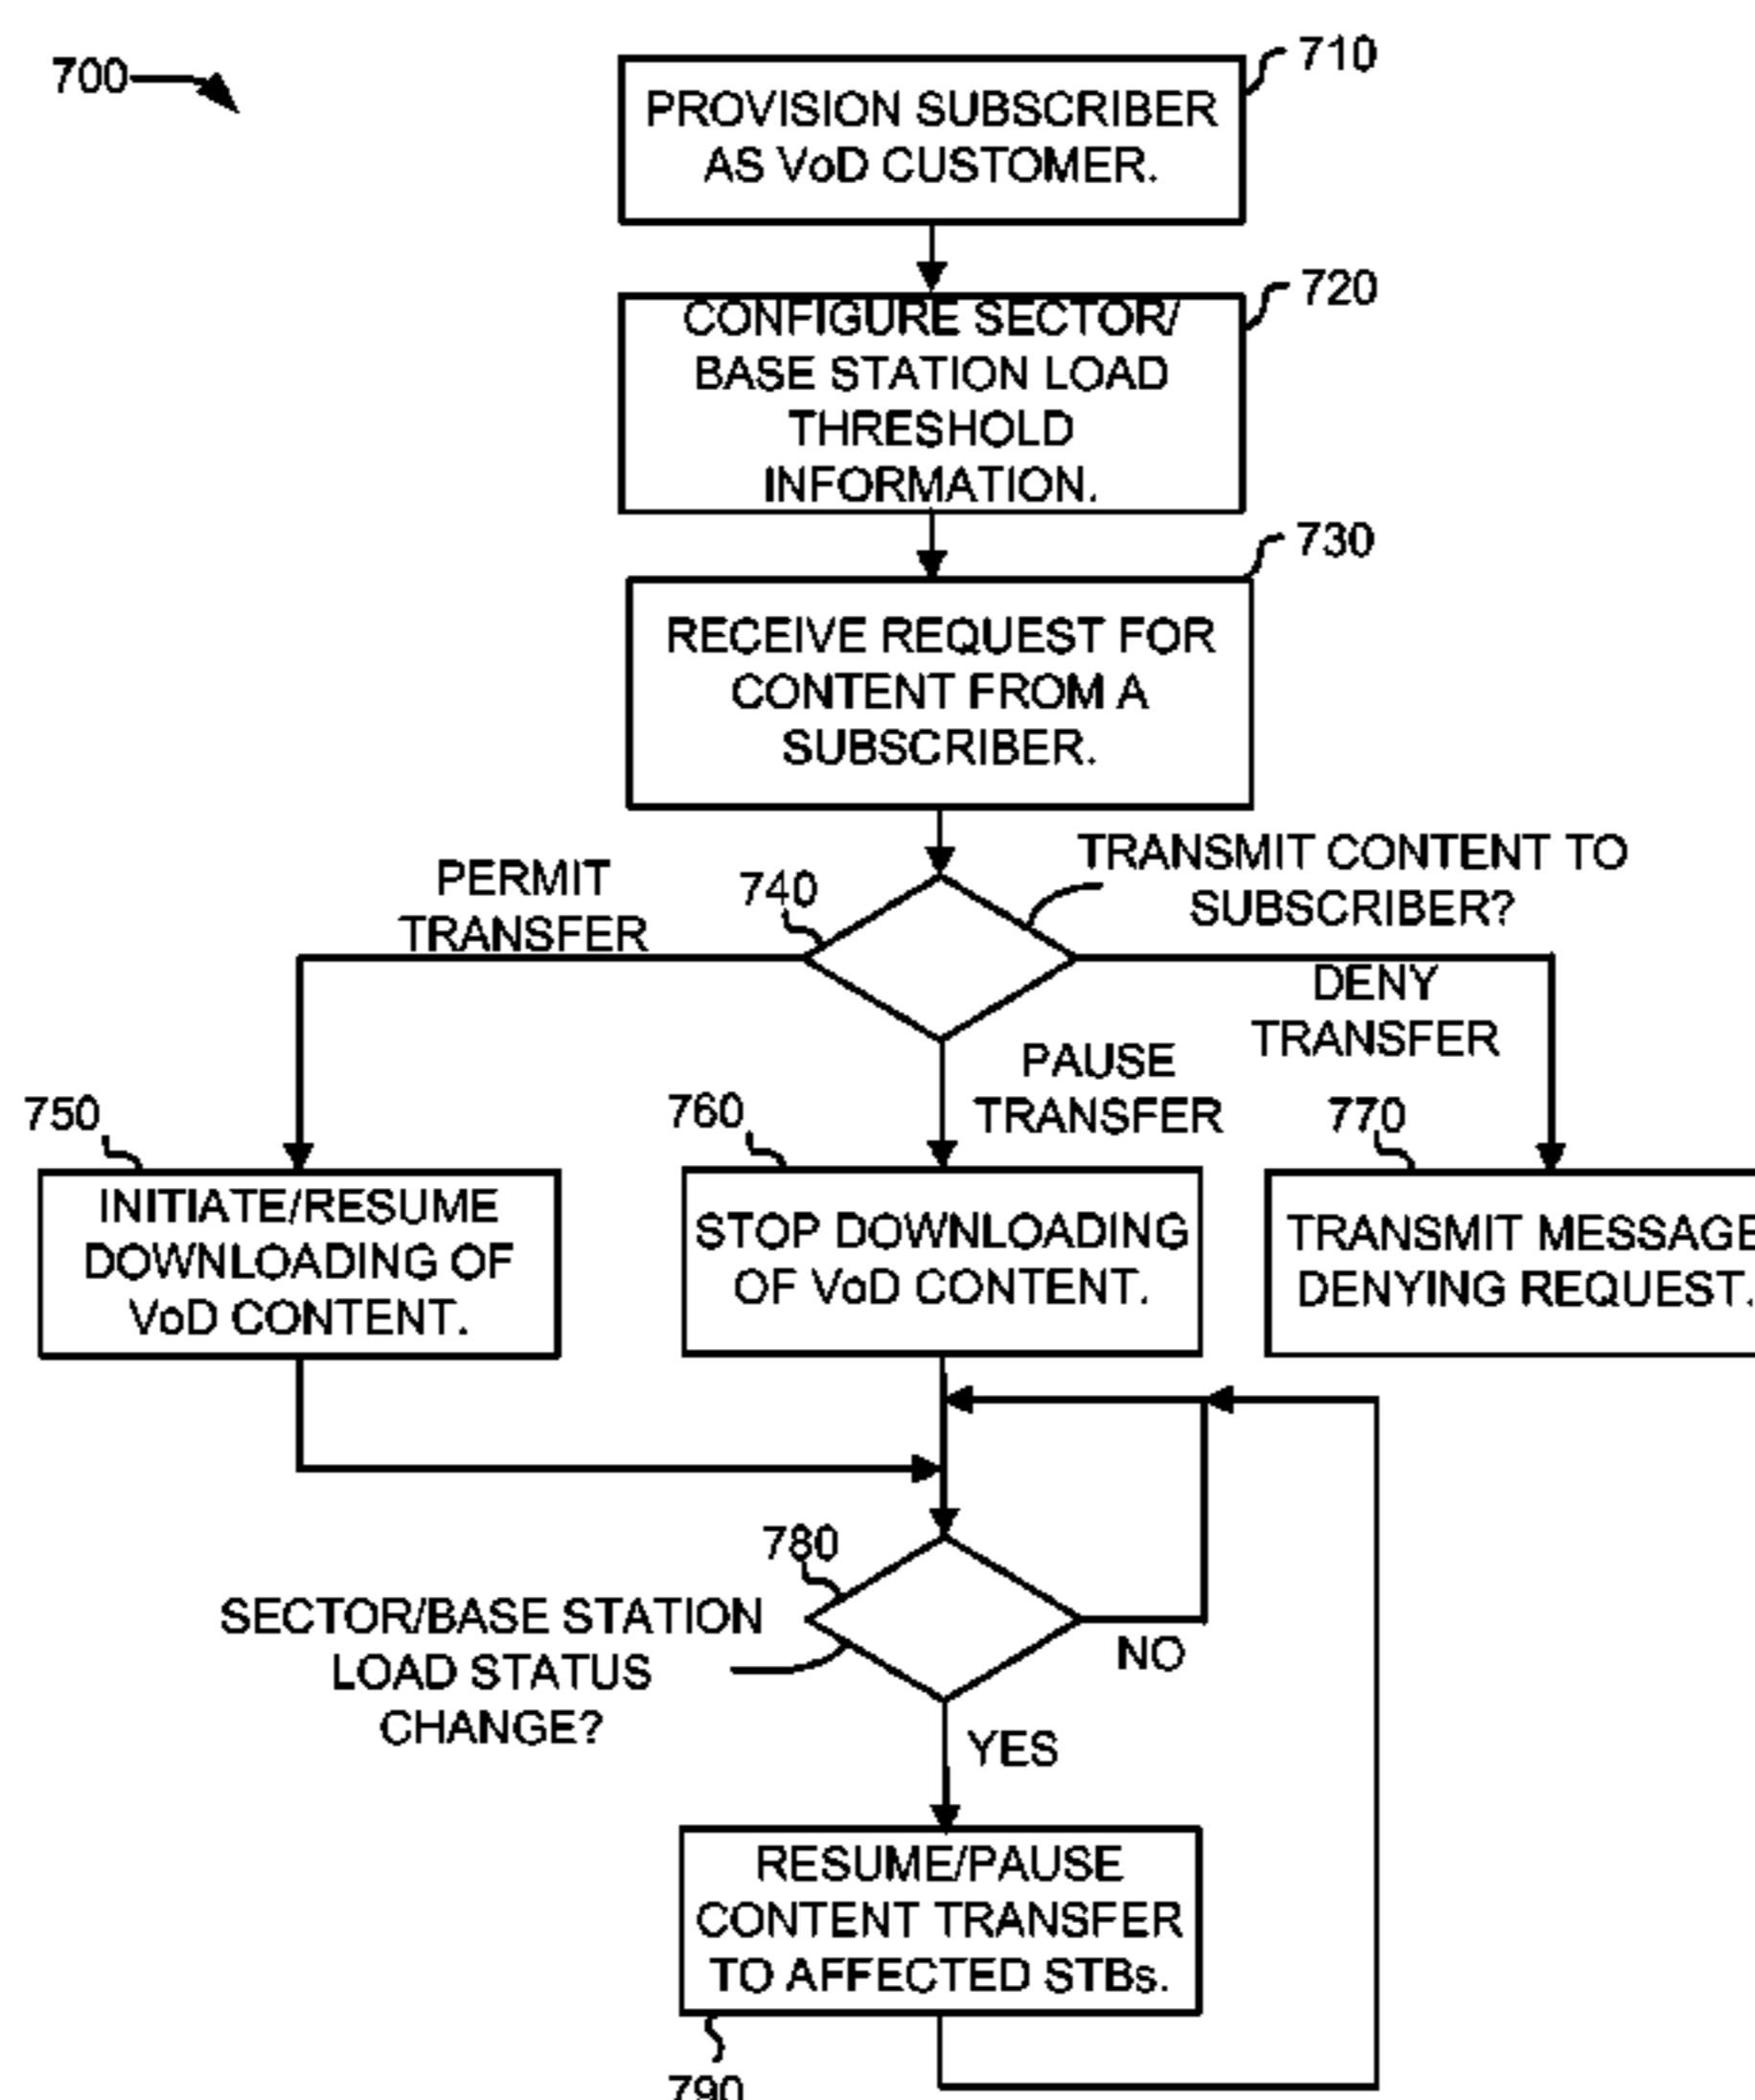 700
710
PROVISION SUBSCRIBER
AS VoD CUSTOMER.
720
CONFIGURE SECTOR/
BASE STATION LOAD
THRESHOLD
INFORMATION.
730
RECEIVE REQUEST FOR
CONTENT FROM A
SUBSCRIBER.
740
TRANSMIT CONTENT TO
SUBSCRIBER?
PERMIT
TRANSFER
DENY
TRANSFER
PAUSE
TRANSFER
750
INITIATE/RESUME
DOWNLOADING OF
VoD CONTENT.
760
STOP DOWNLOADING
OF VoD CONTENT.
770
TRANSMIT MESSAGE
DENYING REQUEST.
780
SECTOR/BASE STATION
LOAD STATUS
CHANGE?
NO
YES
RESUME/PAUSE
CONTENT TRANSFER
TO AFFECTED STBs.
790